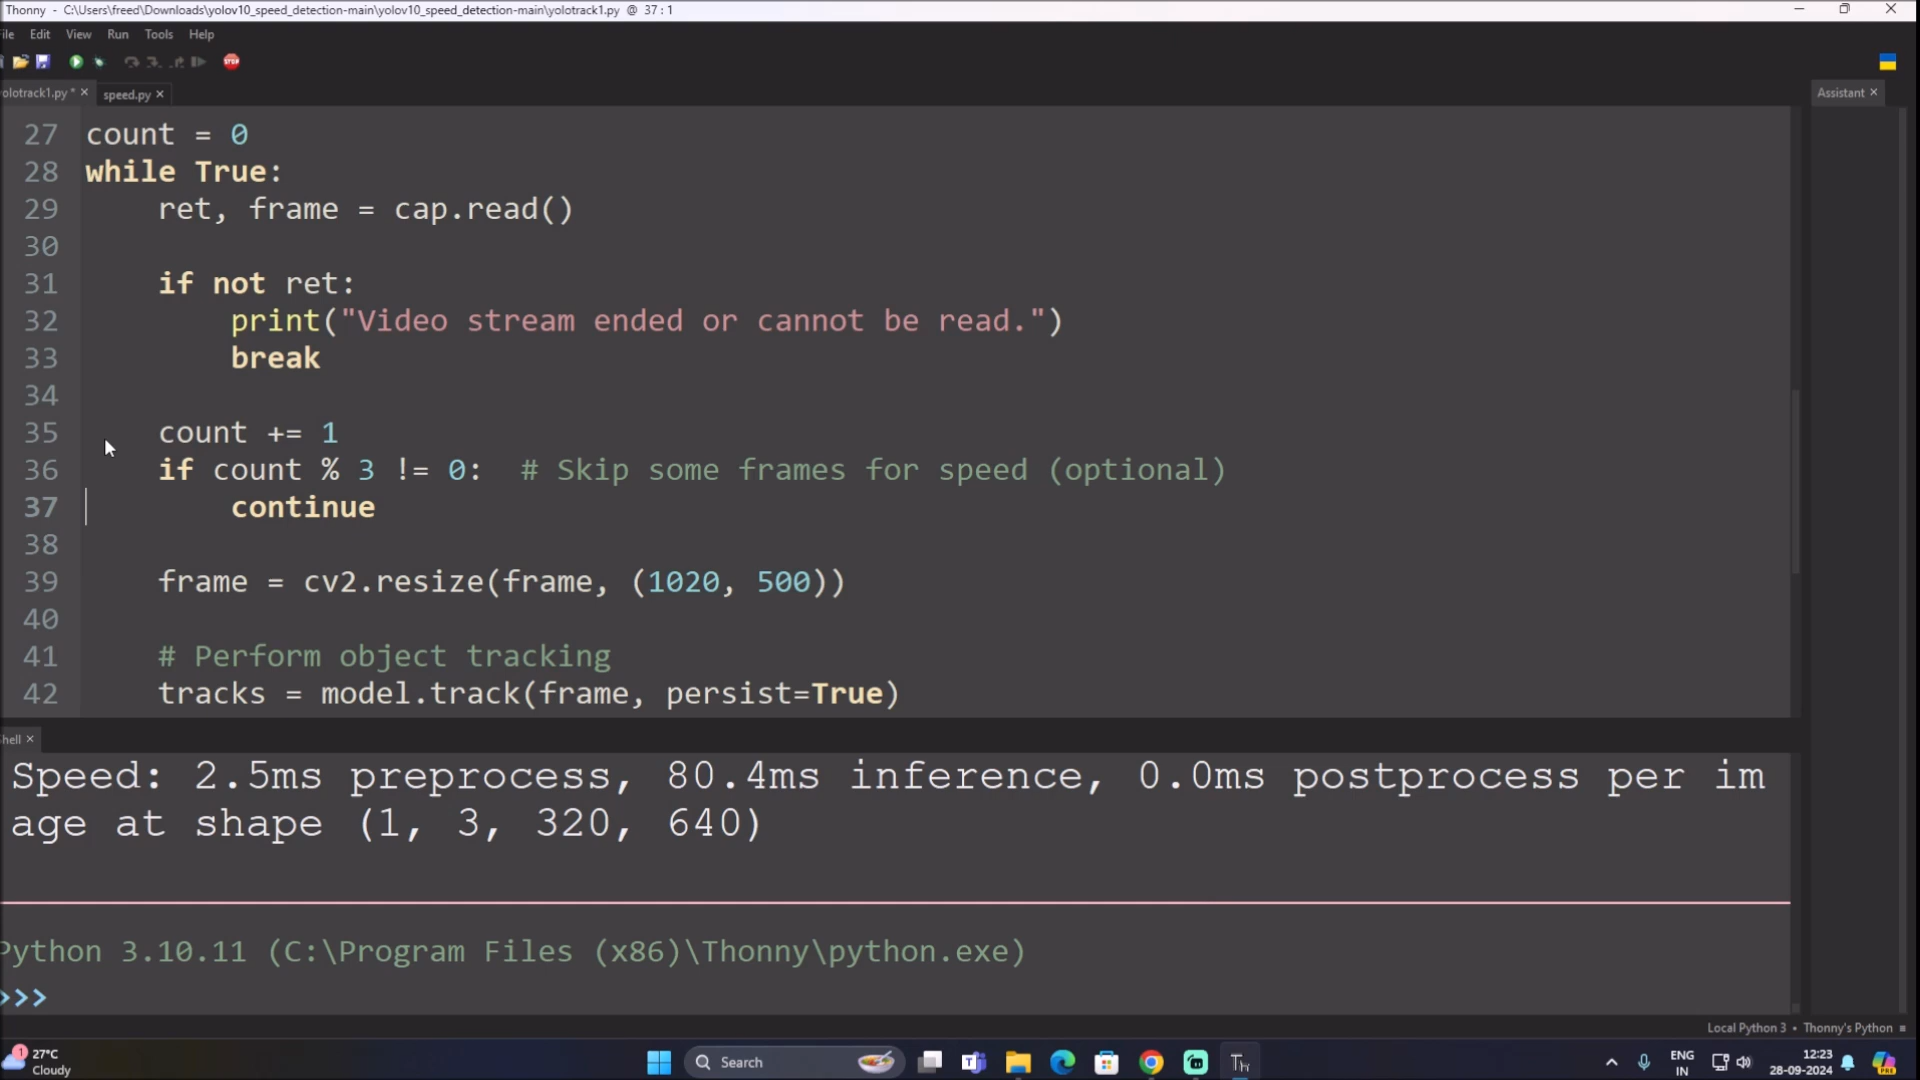 Thonny - C:\Users\freed\Downloads\yolov10_speed_detection-main\yolov10_speed_detection-main\yolotrack1.py @ 37 : 1
ile Edit View Run Tools Help
STOP
olotrack1.py * × speed.py ×
Assistant ×
27 count = 0
28 while True:
29     ret, frame = cap.read()
30
31     if not ret:
32         print("Video stream ended or cannot be read.")
33         break
34
35     count += 1
36     if count % 3 != 0:  # Skip some frames for speed (optional)
37         continue
38
39     frame = cv2.resize(frame, (1020, 500))
40
41     # Perform object tracking
42     tracks = model.track(frame, persist=True)
hell ×
Speed: 2.5ms preprocess, 80.4ms inference, 0.0ms postprocess per im
age at shape (1, 3, 320, 640)
Python 3.10.11 (C:\Program Files (x86)\Thonny\python.exe)
>>>
Local Python 3 • Thonny's Python ≡
1
27°C
Cloudy
Search
Th
ENG
IN
12:23
28-09-2024
PRE